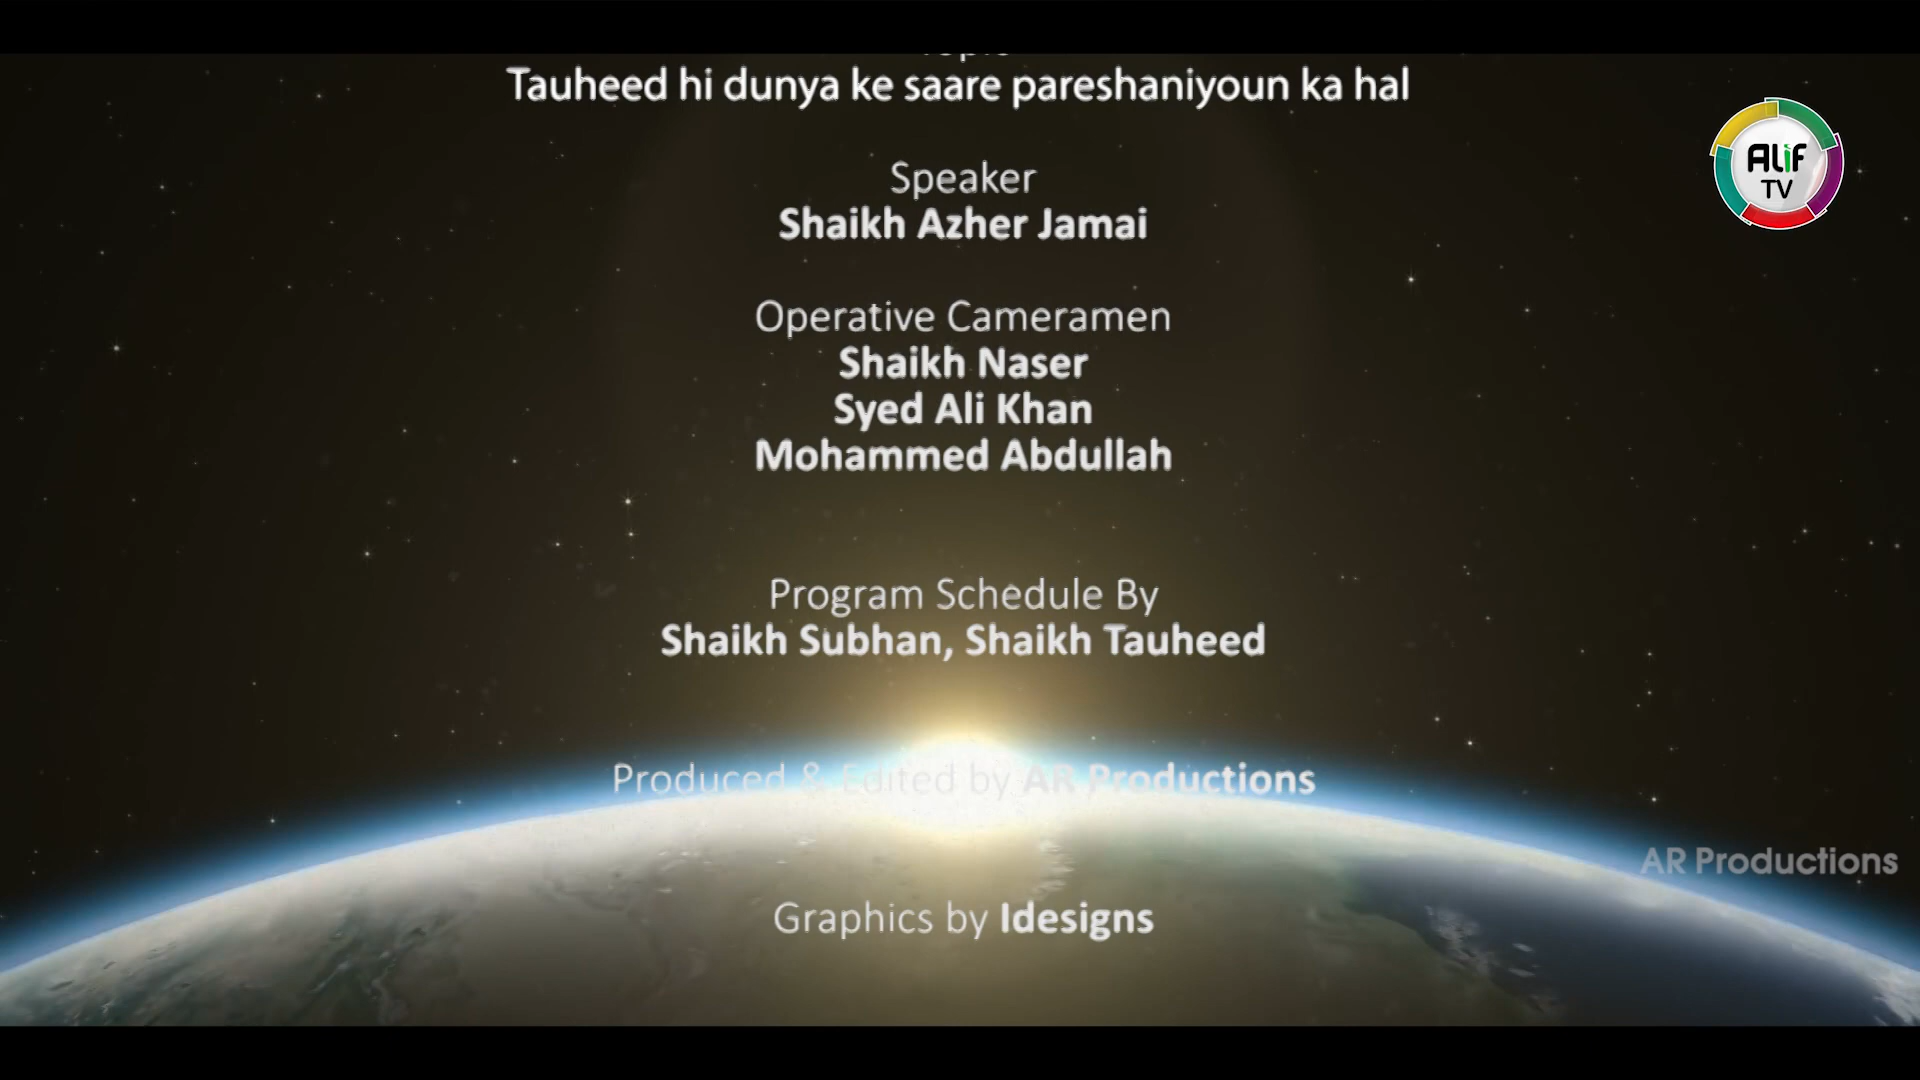 Tauheed hi dunya ke saare pareshaniyoun ka hal
Speaker
Shaikh Azher Jamai
Operative Cameramen
Shaikh Naser
Syed Ali Khan
Mohammed Abdullah
Program Schedule By
Shaikh Subhan, Shaikh Tauheed
Produced & Edited by AR Productions
Graphics by Idesigns
ALiF
TV
AR Productions